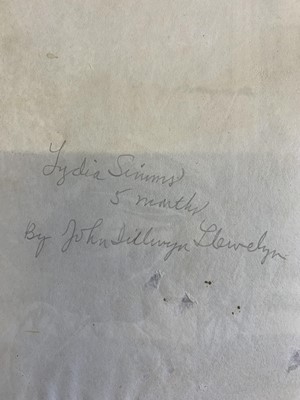 Lydia Simms
5 months
By John Dillwyn Llewelyn